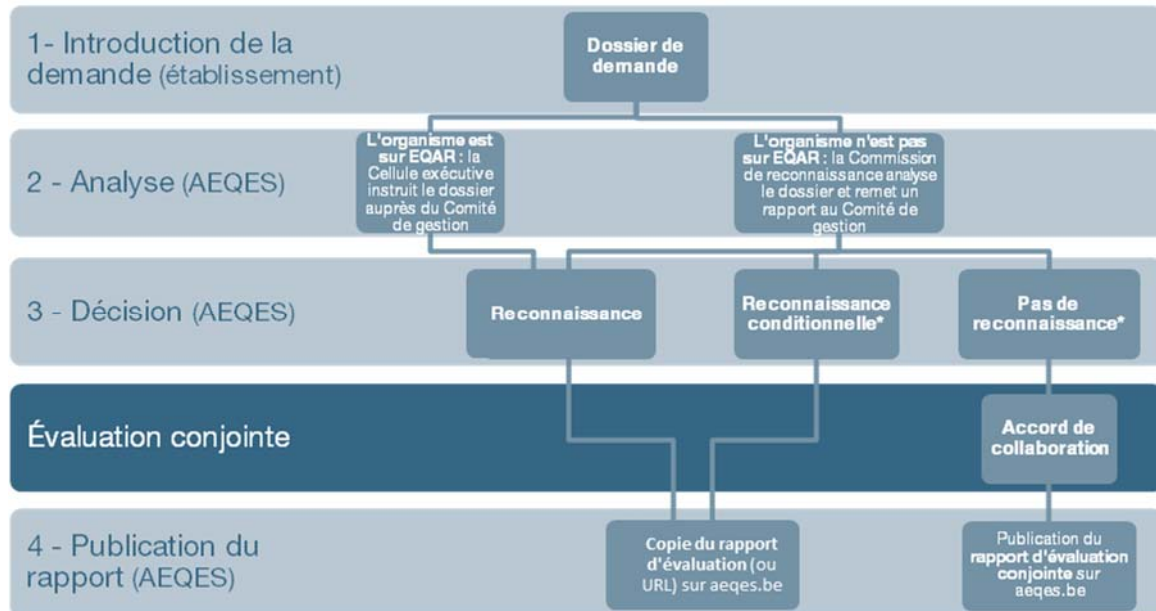 1- Introduction de la
demande (établissement)
Dossier de
demande
2 - Analyse (AEQES)
L'organisme est
sur EQAR : la
Cellule exécutive
instruit le dossier
auprès du Comité
de gestion
L'organisme n'est pas
sur EQAR : la Commission
de reconnaissance analyse
le dossier et remet un
rapport au Comité de
gestion
3 - Décision (AEQES)
Reconnaissance
Reconnaissance
conditionnelle*
Pas de
reconnaissance*
Évaluation conjointe
Accord de
collaboration
4 - Publication du
rapport (AEQES)
Copie du rapport
d'évaluation (ou
URL) sur aeqes.be
Publication du
rapport d'évaluation
conjointe sur
aeqes.be